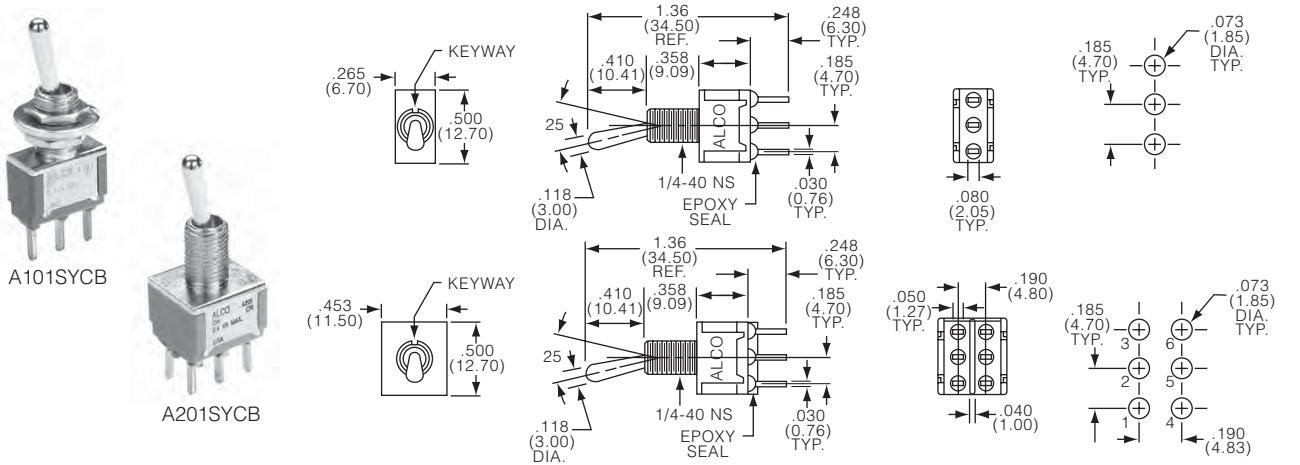 A101SYCB
A201SYCB
ALCO
24 VA MAX.
USA
KEYWAY
.265
(6.70)
.500
(12.70)
1.36
(34.50)
REF.
.248
(6.30)
TYP.
.410
(10.41)
.358
(9.09)
.185
(4.70)
TYP.
25
ALCO
.118
(3.00)
DIA.
1/4-40 NS
EPOXY
SEAL
.030
(0.76)
TYP.
.080
(2.05)
TYP.
.185
(4.70)
TYP.
.073
(1.85)
DIA.
TYP.
KEYWAY
.453
(11.50)
.500
(12.70)
1.36
(34.50)
REF.
.248
(6.30)
TYP.
.410
(10.41)
.358
(9.09)
.185
(4.70)
TYP.
25
ALCO
.118
(3.00)
DIA.
1/4-40 NS
EPOXY
SEAL
.030
(0.76)
TYP.
.050
(1.27)
TYP.
.190
(4.80)
.040
(1.00)
.185
(4.70)
TYP.
.073
(1.85)
DIA.
TYP.
3 6
2 5
1 4
.190
(4.83)